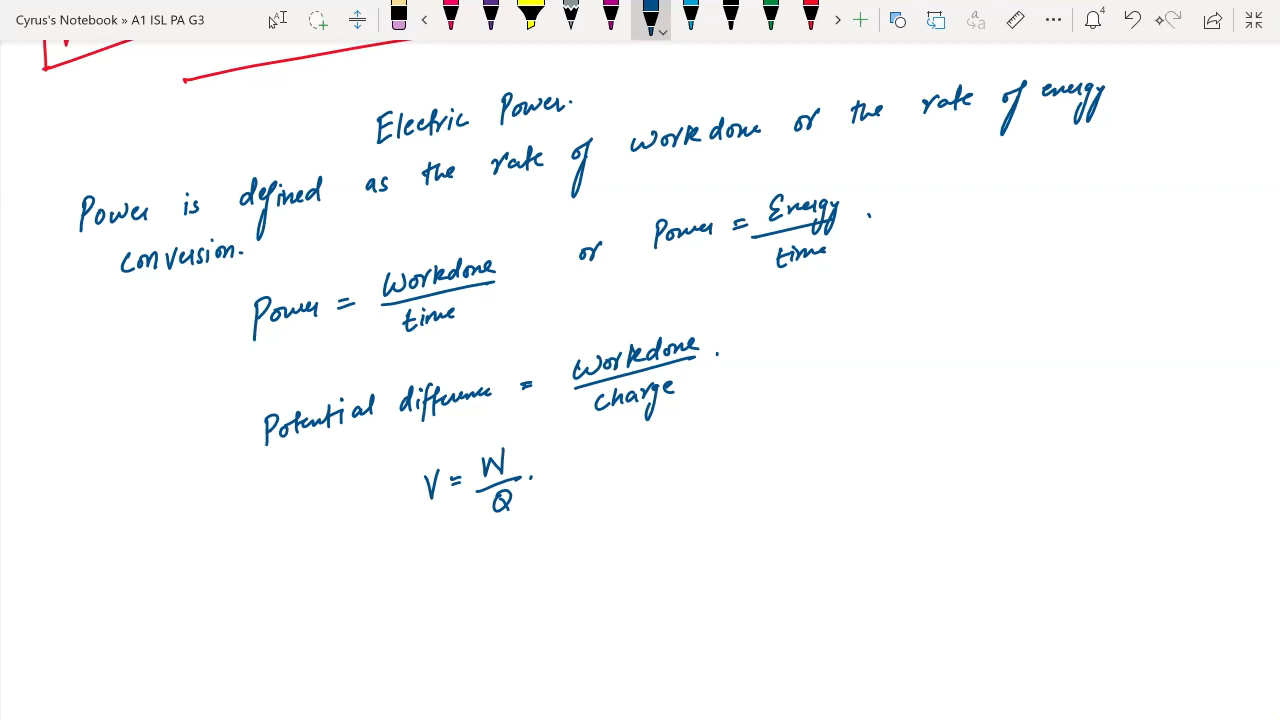 Cyrus's Notebook » A1 ISL PA G3
4
Electric Power.
Power is defined as the rate of workdone or the rate of energy
conversion.
Power = Workdone / time or Power = Energy / time .
Potential difference = Workdone / charge .
V = W / Q .